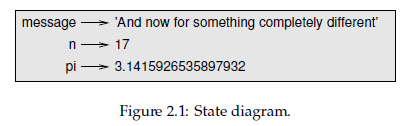 message 'And now for something completely different'
n 17
pi 3.1415926535897932
Figure 2.1: State diagram.